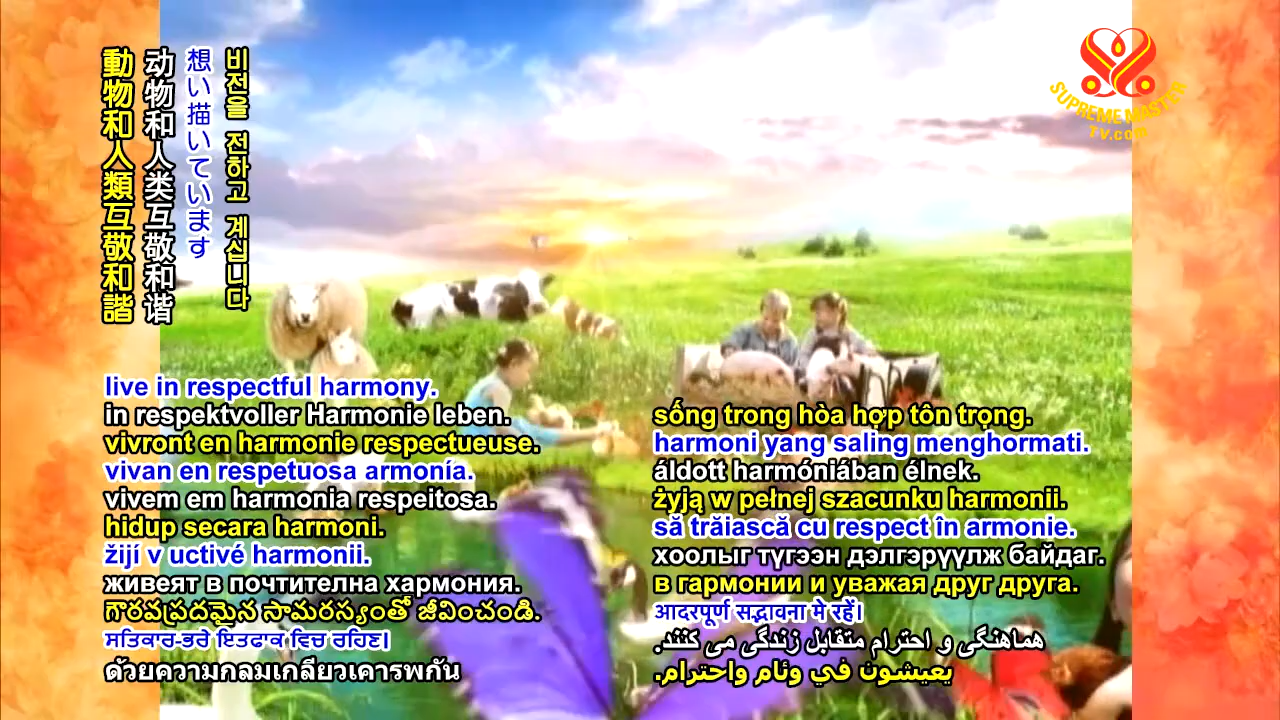 動物和人類互敬和諧
动物和人类互敬和谐
想い描いています
비전을 전하고 계십니다
SUPREME MASTER
TV.com
live in respectful harmony.
in respektvoller Harmonie leben.
vivront en harmonie respectueuse.
vivan en respetuosa armonía.
vivem em harmonia respeitosa.
hidup secara harmoni.
žijí v uctivé harmonii.
живеят в почтителна хармония.
గౌరవప్రదమైన సామరస్యంతో జీవించండి.
ਸਤਿਕਾਰ-ਭਰੇ ਇਤਫਾਕ ਵਿਚ ਰਹਿਣ।
ด้วยความกลมเกลียวเคารพกัน
sống trong hòa hợp tôn trọng.
harmoni yang saling menghormati.
áldott harmóniában élnek.
żyją w pełnej szacunku harmonii.
să trăiască cu respect în armonie.
хоолыг түгээн дэлгэрүүлж байдаг.
в гармонии и уважая друг друга.
आदरपूर्ण सद्भावना मे रहें।
هماهنگی و احترام متقابل زندگی می کنند.
يعيشون في وئام واحترام.